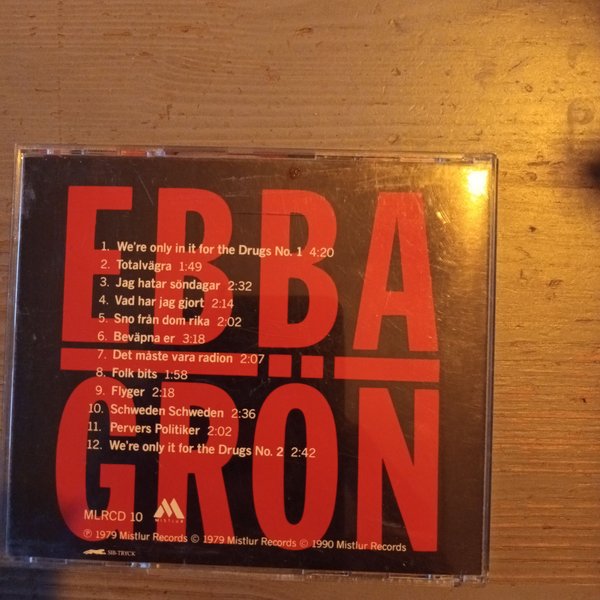 EBBA
GRÖN
1. We're only in it for the Drugs No. 1 4:20
2. Totalvägra 1:49
3. Jag hatar söndagar 2:32
4. Vad har jag gjort 2:14
5. Sno från dom rika 2:02
6. Beväpna er 3:18
7. Det måste vara radion 2:07
8. Folk bits 1:58
9. Flyger 2:18
10. Schweden Schweden 2:36
11. Pervers Politiker 2:02
12. We're only it for the Drugs No. 2 2:42
MLRCD 10
MISTLUR
℗ 1979 Mistlur Records © 1979 Mistlur Records © 1990 Mistlur Records
SIB-TRYCK